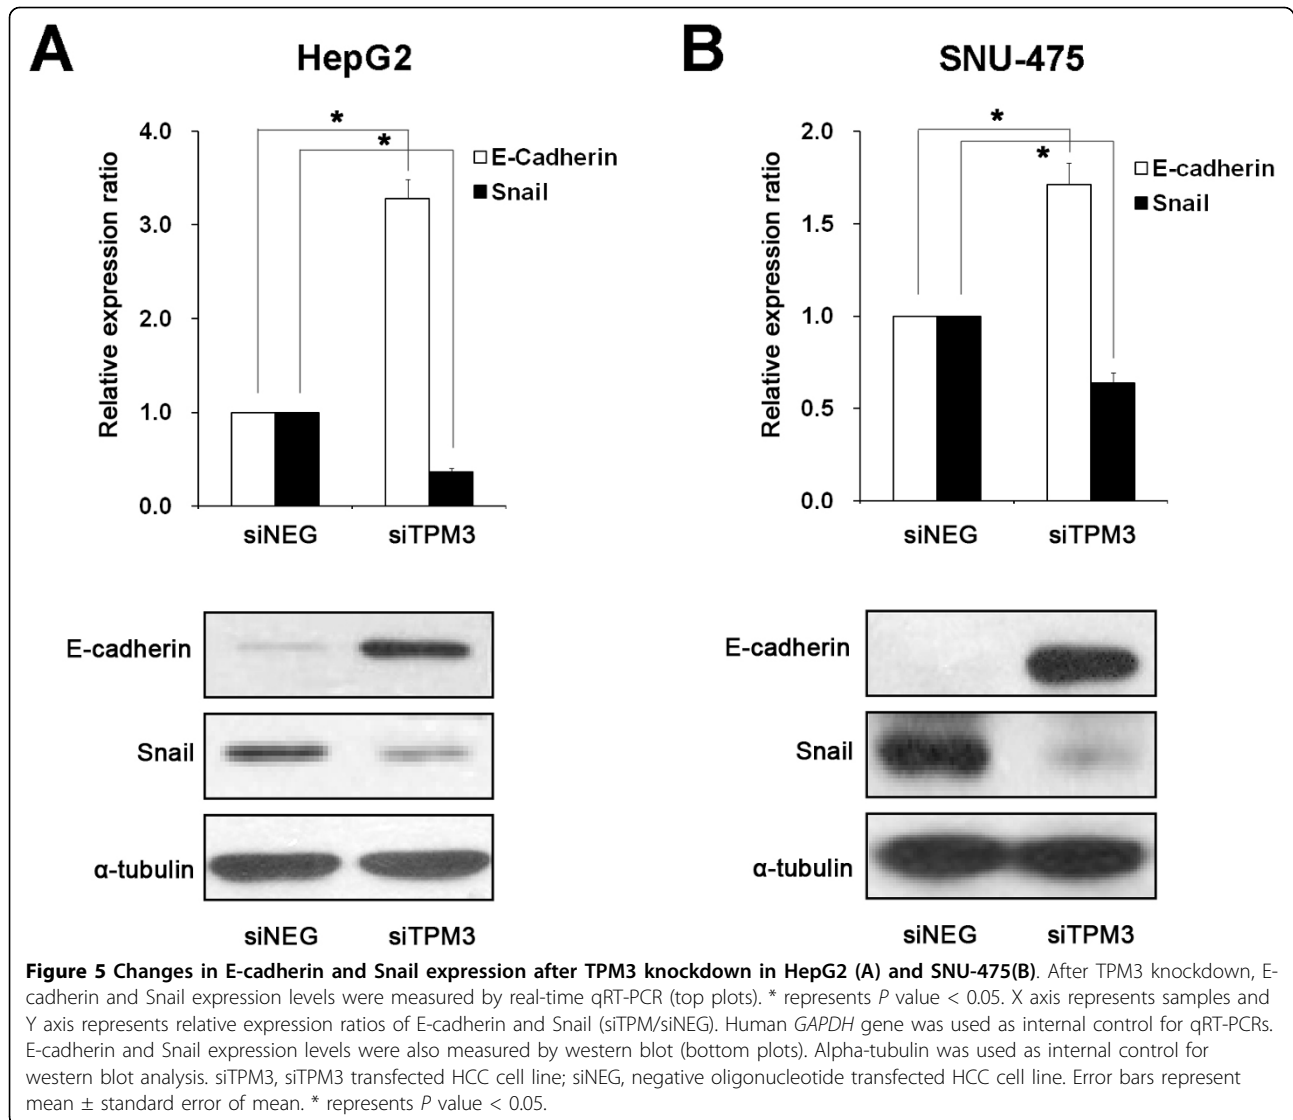 A
HepG2
*
*
4.0
3.0
2.0
1.0
0.0
Relative expression ratio
E-Cadherin
Snail
siNEG siTPM3
E-cadherin
Snail
α-tubulin
siNEG siTPM3
B
SNU-475
*
*
2.0
1.5
1.0
0.5
0.0
Relative expression ratio
E-cadherin
Snail
siNEG siTPM3
E-cadherin
Snail
α-tubulin
siNEG siTPM3
Figure 5 Changes in E-cadherin and Snail expression after TPM3 knockdown in HepG2 (A) and SNU-475(B). After TPM3 knockdown, E-
cadherin and Snail expression levels were measured by real-time qRT-PCR (top plots). * represents P value < 0.05. X axis represents samples and
Y axis represents relative expression ratios of E-cadherin and Snail (siTPM/siNEG). Human GAPDH gene was used as internal control for qRT-PCRs.
E-cadherin and Snail expression levels were also measured by western blot (bottom plots). Alpha-tubulin was used as internal control for
western blot analysis. siTPM3, siTPM3 transfected HCC cell line; siNEG, negative oligonucleotide transfected HCC cell line. Error bars represent
mean ± standard error of mean. * represents P value < 0.05.